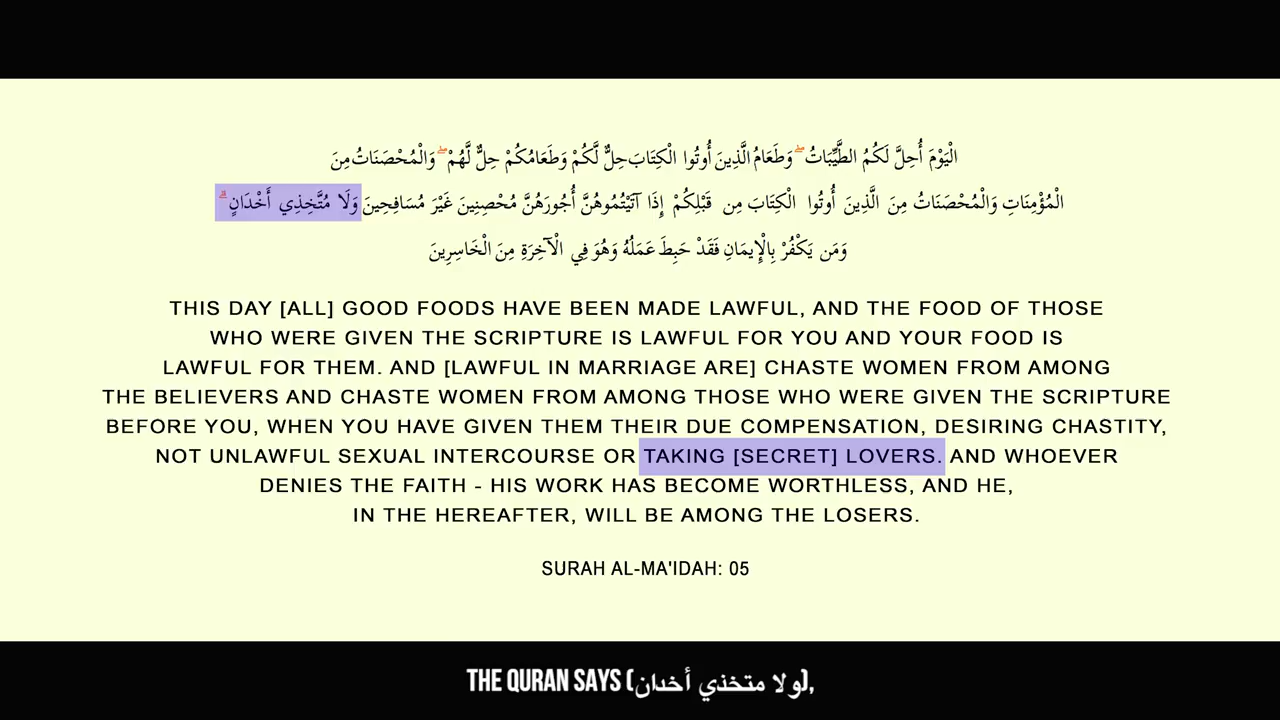 الْيَوْمَ أُحِلَّ لَكُمُ الطَّيِّبَاتُ ۖ وَطَعَامُ الَّذِينَ أُوتُوا الْكِتَابَ حِلٌّ لَّكُمْ وَطَعَامُكُمْ حِلٌّ لَّهُمْ ۖ وَالْمُحْصَنَاتُ مِنَ
الْمُؤْمِنَاتِ وَالْمُحْصَنَاتُ مِنَ الَّذِينَ أُوتُوا الْكِتَابَ مِن قَبْلِكُمْ إِذَا آتَيْتُمُوهُنَّ أُجُورَهُنَّ مُحْصِنِينَ غَيْرَ مُسَافِحِينَ وَلَا مُتَّخِذِي أَخْدَانٍ ۗ
وَمَن يَكْفُرْ بِالْإِيمَانِ فَقَدْ حَبِطَ عَمَلُهُ وَهُوَ فِي الْآخِرَةِ مِنَ الْخَاسِرِينَ
THIS DAY [ALL] GOOD FOODS HAVE BEEN MADE LAWFUL, AND THE FOOD OF THOSE
WHO WERE GIVEN THE SCRIPTURE IS LAWFUL FOR YOU AND YOUR FOOD IS
LAWFUL FOR THEM. AND [LAWFUL IN MARRIAGE ARE] CHASTE WOMEN FROM AMONG
THE BELIEVERS AND CHASTE WOMEN FROM AMONG THOSE WHO WERE GIVEN THE SCRIPTURE
BEFORE YOU, WHEN YOU HAVE GIVEN THEM THEIR DUE COMPENSATION, DESIRING CHASTITY,
NOT UNLAWFUL SEXUAL INTERCOURSE OR TAKING [SECRET] LOVERS. AND WHOEVER
DENIES THE FAITH - HIS WORK HAS BECOME WORTHLESS, AND HE,
IN THE HEREAFTER, WILL BE AMONG THE LOSERS.
SURAH AL-MA'IDAH: 05
THE QURAN SAYS (ولا متخذي أخدان),